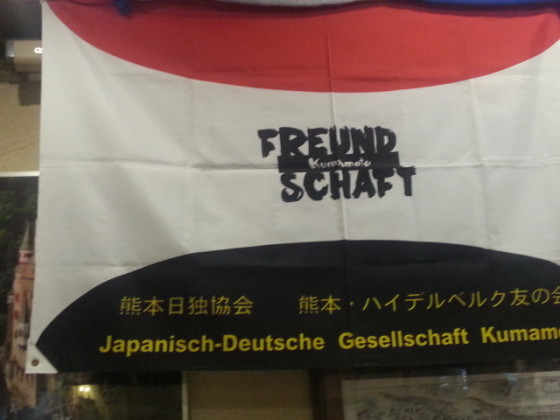 FREUND
Kumamoto
SCHAFT
熊本日独協会 熊本・ハイデルベルク友の会
Japanisch-Deutsche Gesellschaft Kumamo